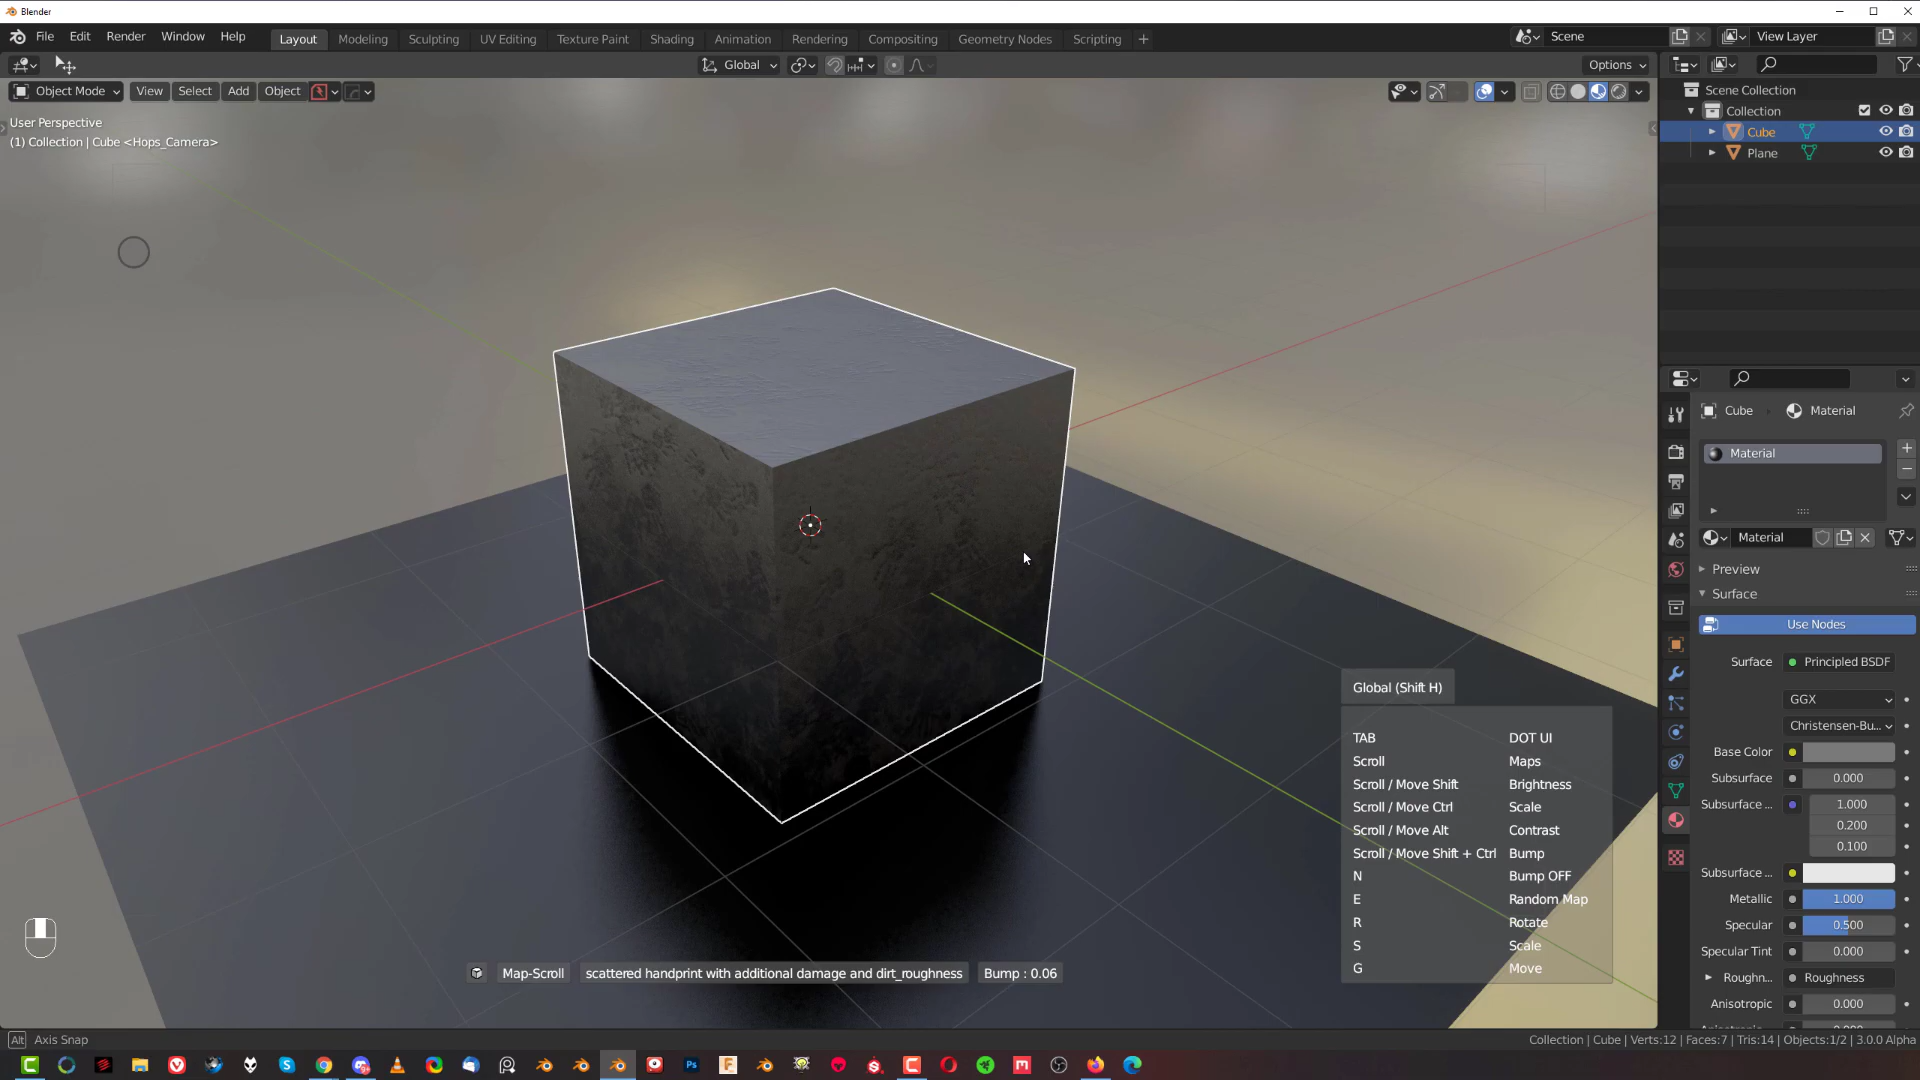 Blender
File Edit Render Window Help Layout Modeling Sculpting UV Editing Texture Paint Shading Animation Rendering Compositing Geometry Nodes Scripting + Scene View Layer
Global Options
Object Mode View Select Add Object
User Perspective
(1) Collection | Cube <Hops_Camera>
Scene Collection
Collection
Cube
Plane
Cube Material
Material
Material
Preview
Surface
Use Nodes
Surface Principled BSDF
GGX
Christensen-Bu...
Base Color
Subsurface 0.000
Subsurface ... 1.000
0.200
0.100
Subsurface ...
Metallic 1.000
Specular 0.500
Specular Tint 0.000
Roughn... Roughness
Anisotropic 0.000
Global (Shift H)
TAB DOT UI
Scroll Maps
Scroll / Move Shift Brightness
Scroll / Move Ctrl Scale
Scroll / Move Alt Contrast
Scroll / Move Shift + Ctrl Bump
N Bump OFF
E Random Map
R Rotate
S Scale
G Move
Map-Scroll scattered handprint with additional damage and dirt_roughness Bump : 0.06
Alt Axis Snap
Collection | Cube | Verts:12 | Faces:7 | Tris:14 | Objects:1/2 | 3.0.0 Alpha
Ps